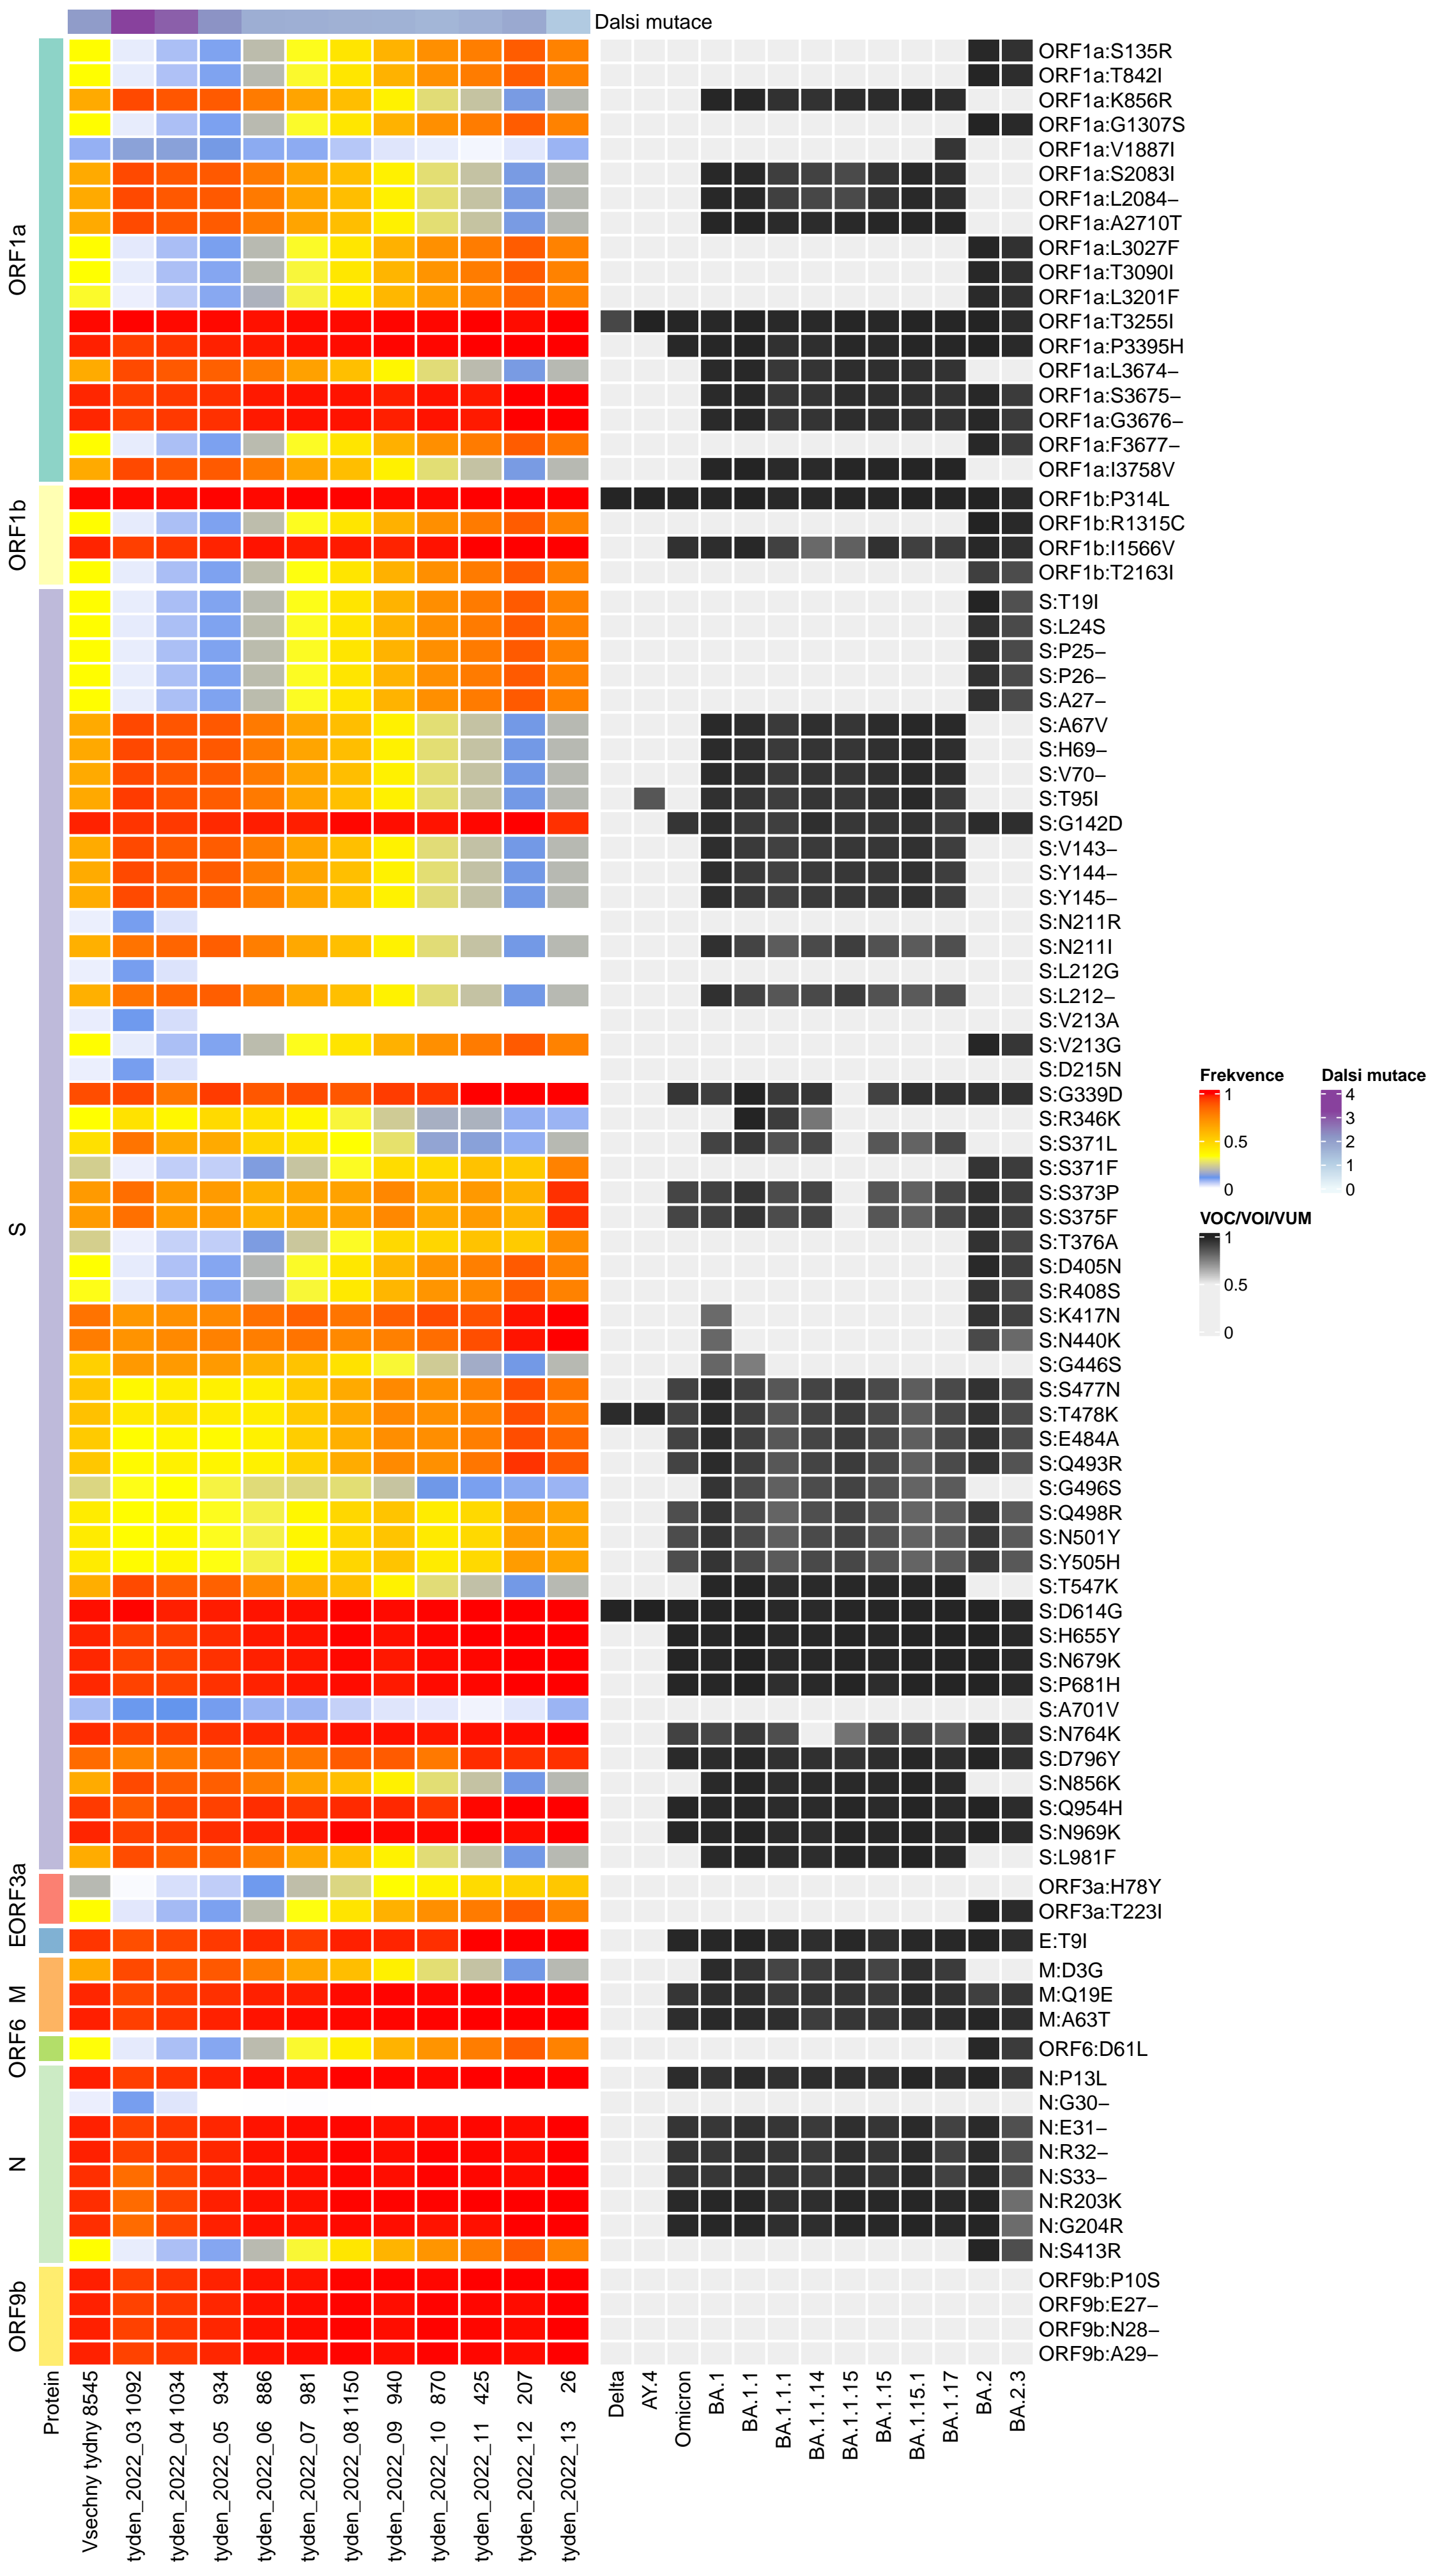 Dalsi mutace
ORF1a
ORF1b
S
EORF3a
M
ORF6
N
ORF9b
ORF1a:S135R
ORF1a:T842I
ORF1a:K856R
ORF1a:G1307S
ORF1a:V1887I
ORF1a:S2083I
ORF1a:L2084–
ORF1a:A2710T
ORF1a:L3027F
ORF1a:T3090I
ORF1a:L3201F
ORF1a:T3255I
ORF1a:P3395H
ORF1a:L3674–
ORF1a:S3675–
ORF1a:G3676–
ORF1a:F3677–
ORF1a:I3758V
ORF1b:P314L
ORF1b:R1315C
ORF1b:I1566V
ORF1b:T2163I
S:T19I
S:L24S
S:P25–
S:P26–
S:A27–
S:A67V
S:H69–
S:V70–
S:T95I
S:G142D
S:V143–
S:Y144–
S:Y145–
S:N211R
S:N211I
S:L212G
S:L212–
S:V213A
S:V213G
S:D215N
S:G339D
S:R346K
S:S371L
S:S371F
S:S373P
S:S375F
S:T376A
S:D405N
S:R408S
S:K417N
S:N440K
S:G446S
S:S477N
S:T478K
S:E484A
S:Q493R
S:G496S
S:Q498R
S:N501Y
S:Y505H
S:T547K
S:D614G
S:H655Y
S:N679K
S:P681H
S:A701V
S:N764K
S:D796Y
S:N856K
S:Q954H
S:N969K
S:L981F
ORF3a:H78Y
ORF3a:T223I
E:T9I
M:D3G
M:Q19E
M:A63T
ORF6:D61L
N:P13L
N:G30–
N:E31–
N:R32–
N:S33–
N:R203K
N:G204R
N:S413R
ORF9b:P10S
ORF9b:E27–
ORF9b:N28–
ORF9b:A29–
Frekvence
1
0.5
0
Dalsi mutace
4
3
2
1
0
VOC/VOI/VUM
1
0.5
0
Protein
Vsechny tydny 8545
tyden_2022_03 1092
tyden_2022_04 1034
tyden_2022_05 934
tyden_2022_06 886
tyden_2022_07 981
tyden_2022_08 1150
tyden_2022_09 940
tyden_2022_10 870
tyden_2022_11 425
tyden_2022_12 207
tyden_2022_13 26
Delta
AY.4
Omicron
BA.1
BA.1.1
BA.1.1.1
BA.1.1.14
BA.1.1.15
BA.1.15
BA.1.15.1
BA.1.17
BA.2
BA.2.3